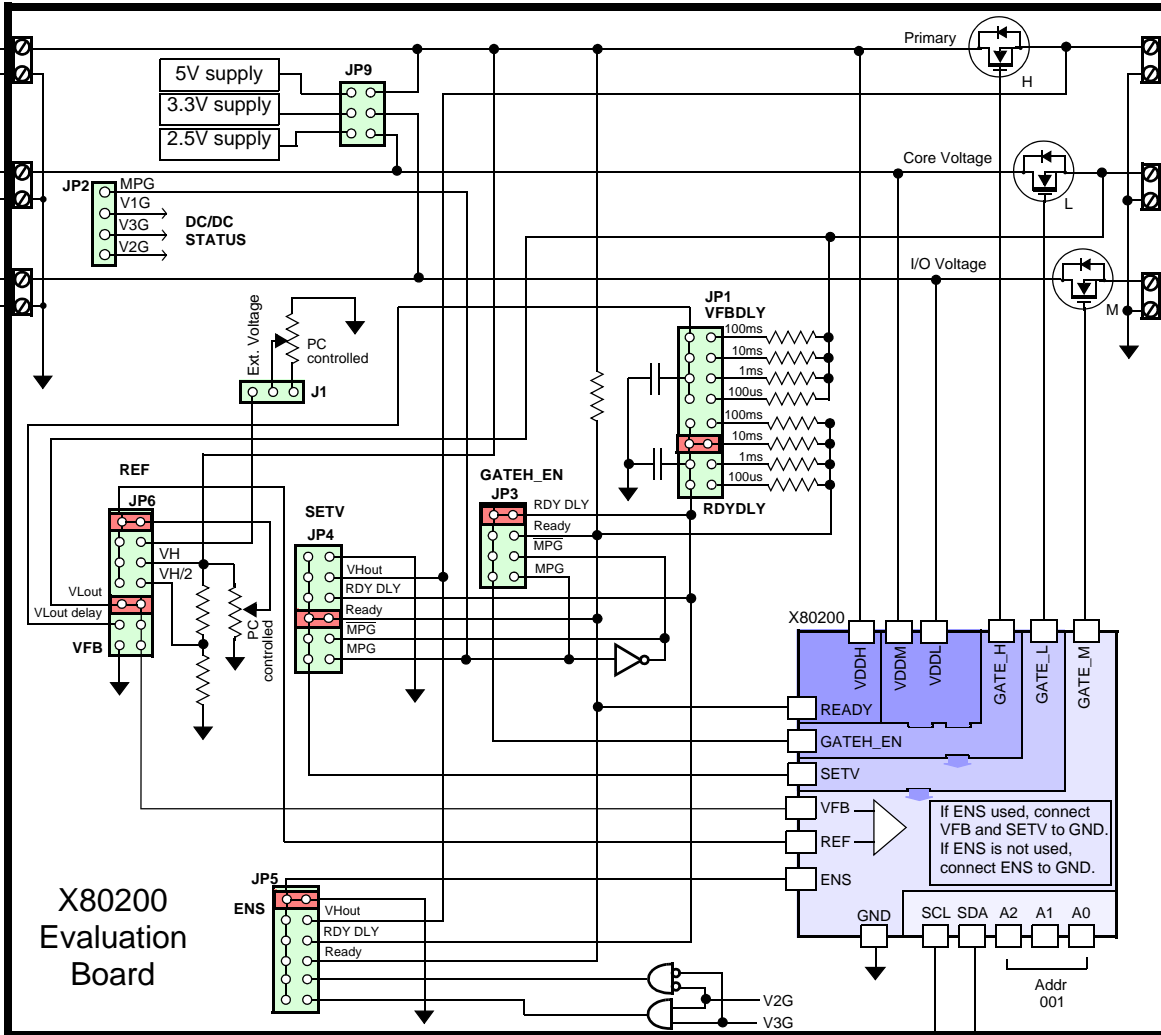 Primary
H
5V supply
3.3V supply
2.5V supply
JP9
Core Voltage
L
JP2
MPG
V1G
V3G
V2G
DC/DC
STATUS
I/O Voltage
M
Ext. Voltage
PC
controlled
J1
JP1
VFBDLY
100ms
10ms
1ms
100us
100ms
10ms
1ms
100us
RDYDLY
REF
JP6
VH
VH/2
VLout
VLout delay
VFB
PC
controlled
SETV
JP4
VHout
RDY DLY
Ready
MPG
MPG
GATEH_EN
JP3
RDY DLY
Ready
MPG
MPG
X80200
VDDH
VDDM
VDDL
GATE_H
GATE_L
GATE_M
READY
GATEH_EN
SETV
VFB
REF
ENS
If ENS used, connect
VFB and SETV to GND.
If ENS is not used,
connect ENS to GND.
GND
SCL
SDA
A2
A1
A0
Addr
001
JP5
ENS
VHout
RDY DLY
Ready
V2G
V3G
X80200
Evaluation
Board